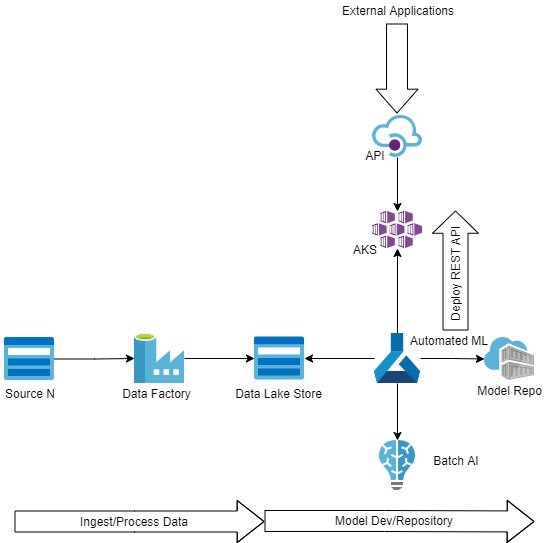 External Applications
API
AKS
Deploy REST API
Automated ML
Source N
Data Factory
Data Lake Store
Model Repo
Batch AI
Ingest/Process Data
Model Dev/Repository